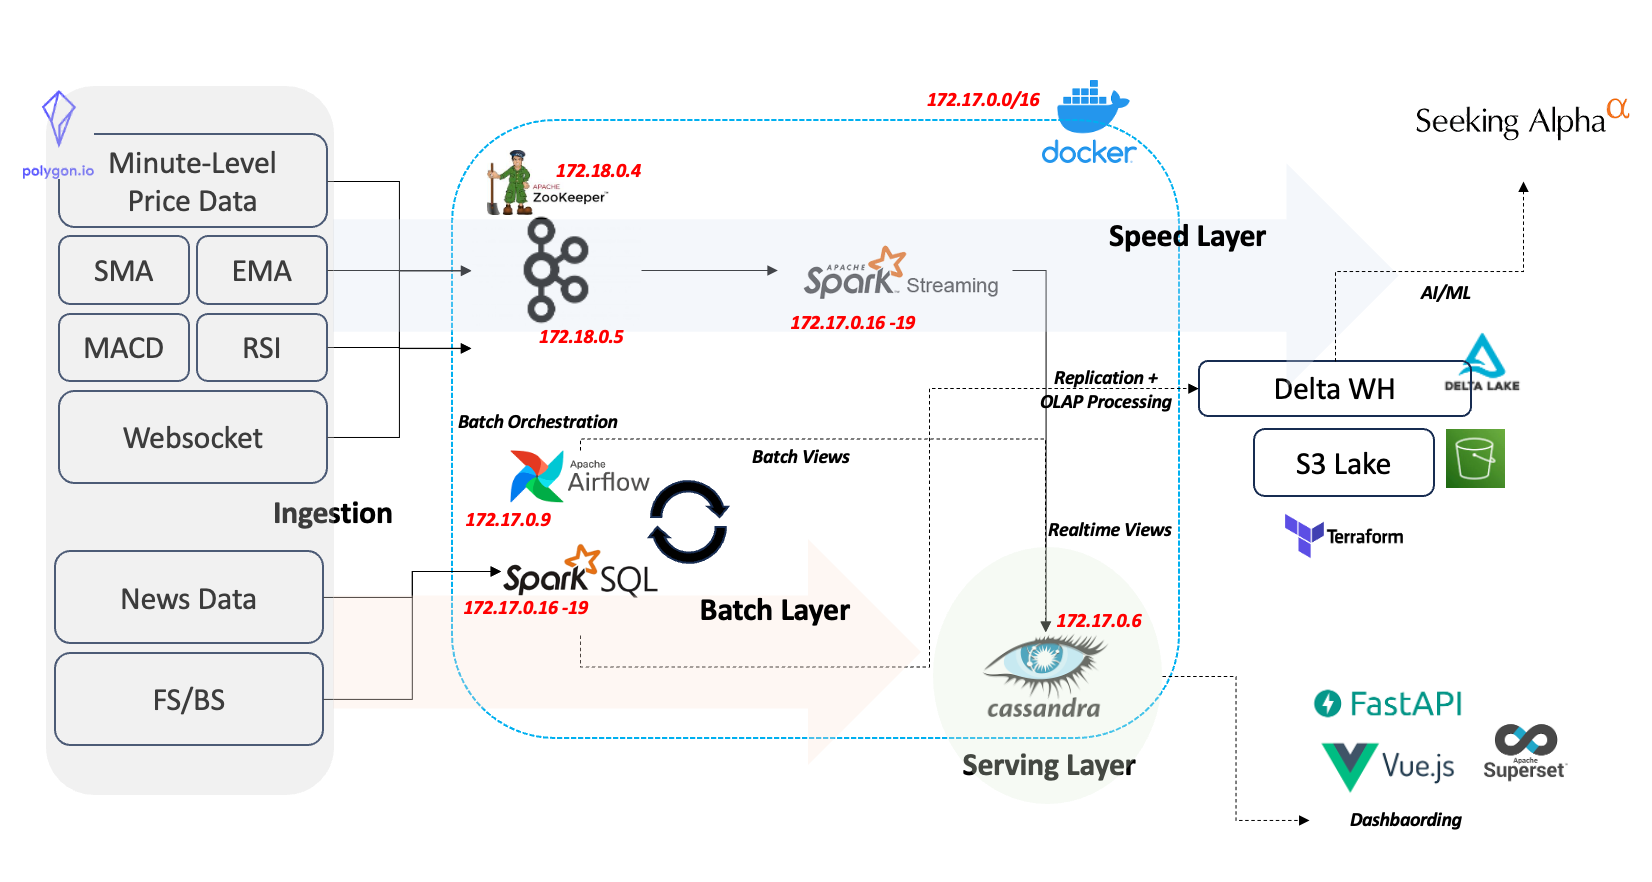 polygon.io
Minute-Level
Price Data
SMA
EMA
MACD
RSI
Websocket
Ingestion
News Data
FS/BS
172.17.0.0/16
docker
172.18.0.4
APACHE
ZooKeeper™
172.18.0.5
APACHE
Spark™ Streaming
172.17.0.16 -19
Speed Layer
Batch Orchestration
Apache
Airflow
172.17.0.9
Batch Views
Replication +
OLAP Processing
Realtime Views
Spark SQL
172.17.0.16 -19
Batch Layer
172.17.0.6
cassandra
Serving Layer
Seeking Alpha α
AI/ML
Delta WH
DELTA LAKE
S3 Lake
Terraform
FastAPI
Vue.js
Apache
Superset™
Dashbaording